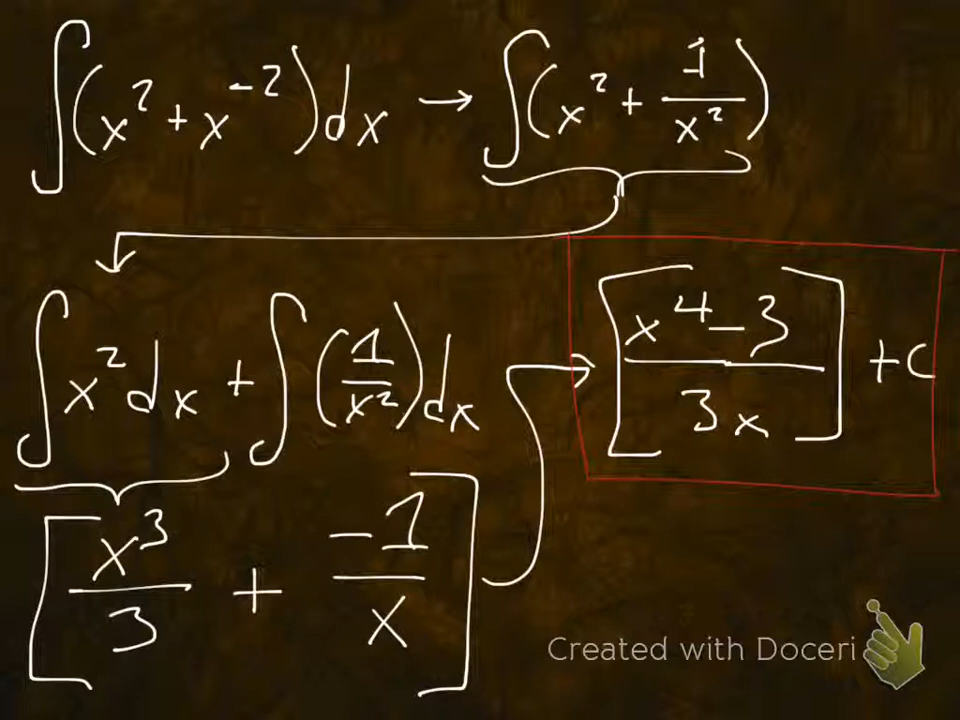 ∫(x² + x⁻²)dx → ∫(x² + 1/x²)
∫x²dx + ∫(1/x²)dx
[x³/3 + -1/x]
[x⁴-3/3x] + C
Created with Doceri